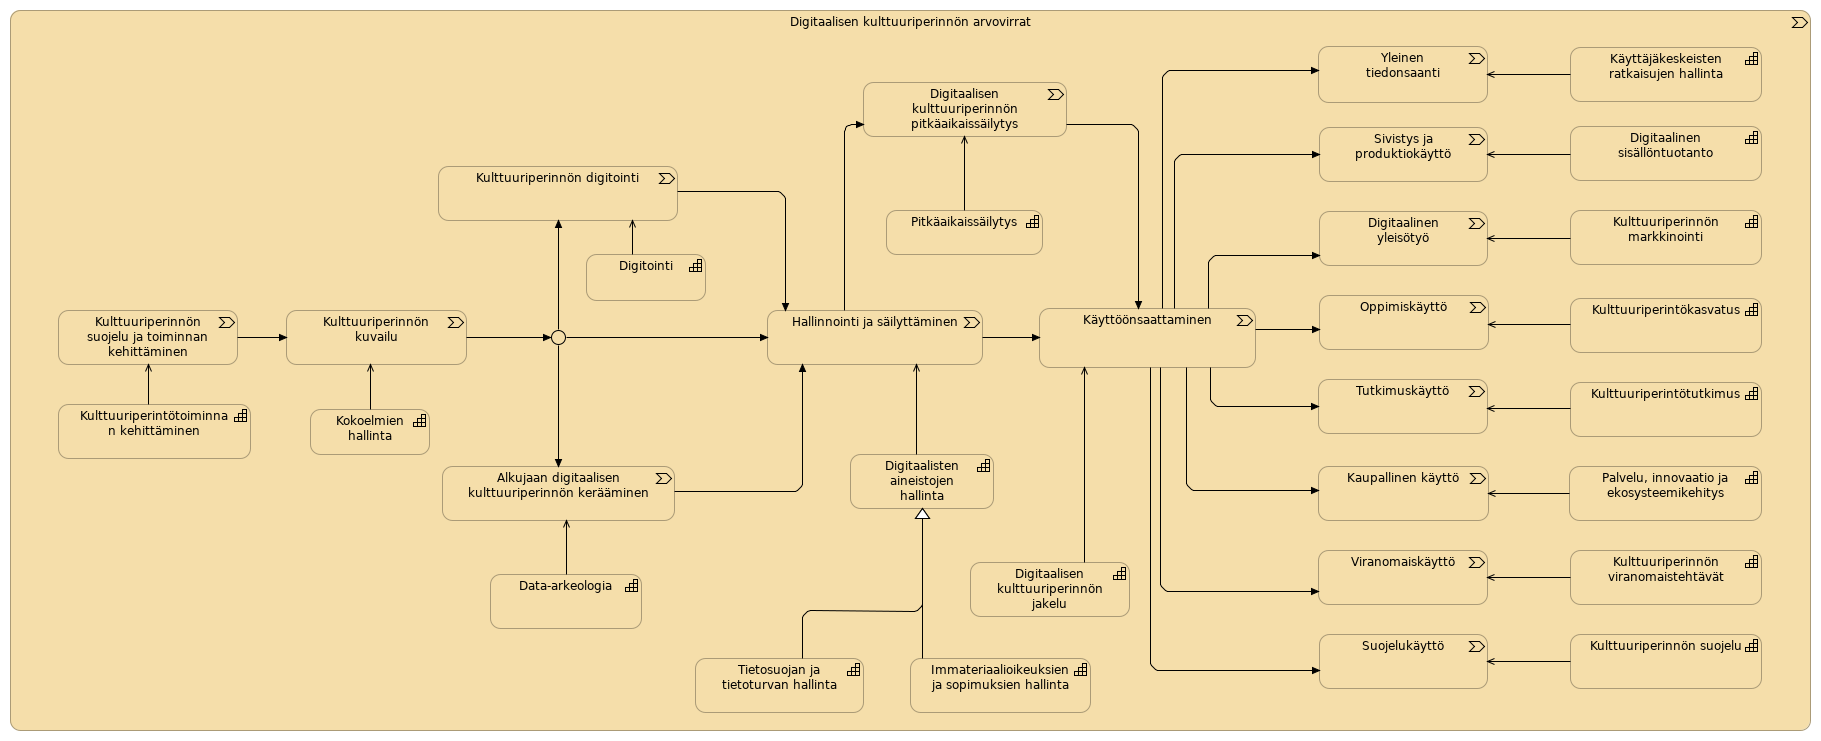 Digitaalisen kulttuuriperinnön arvovirrat
Kulttuuriperinnön
suojelu ja toiminnan
kehittäminen
Kulttuuriperintötoiminna
n kehittäminen
Kulttuuriperinnön
kuvailu
Kokoelmien
hallinta
Kulttuuriperinnön digitointi
Digitointi
Alkujaan digitaalisen
kulttuuriperinnön kerääminen
Data-arkeologia
Hallinnointi ja säilyttäminen
Digitaalisten
aineistojen
hallinta
Tietosuojan ja
tietoturvan hallinta
Immateriaalioikeuksien
ja sopimuksien hallinta
Digitaalisen
kulttuuriperinnön
pitkäaikaissäilytys
Pitkäaikaissäilytys
Käyttöönsaattaminen
Digitaalisen
kulttuuriperinnön
jakelu
Yleinen
tiedonsaanti
Käyttäjäkeskeisten
ratkaisujen hallinta
Sivistys ja
produktiokäyttö
Digitaalinen
sisällöntuotanto
Digitaalinen
yleisötyö
Kulttuuriperinnön
markkinointi
Oppimiskäyttö
Kulttuuriperintökasvatus
Tutkimuskäyttö
Kulttuuriperintötutkimus
Kaupallinen käyttö
Palvelu, innovaatio ja
ekosysteemikehitys
Viranomaiskäyttö
Kulttuuriperinnön
viranomaistehtävät
Suojelukäyttö
Kulttuuriperinnön suojelu